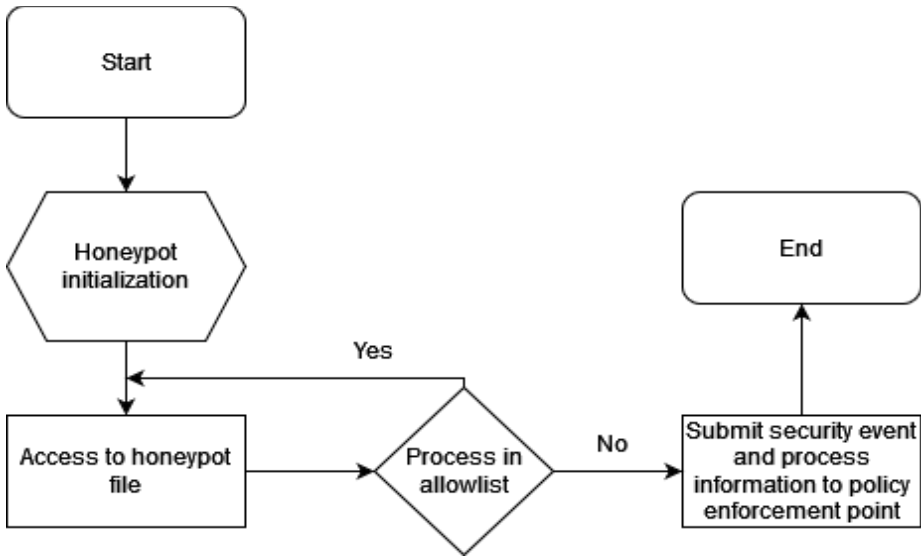 Start
Honeypot
initialization
End
Yes
Access to honeypot
file
Process in
allowlist
No
Submit security event
and process
information to policy
enforcement point